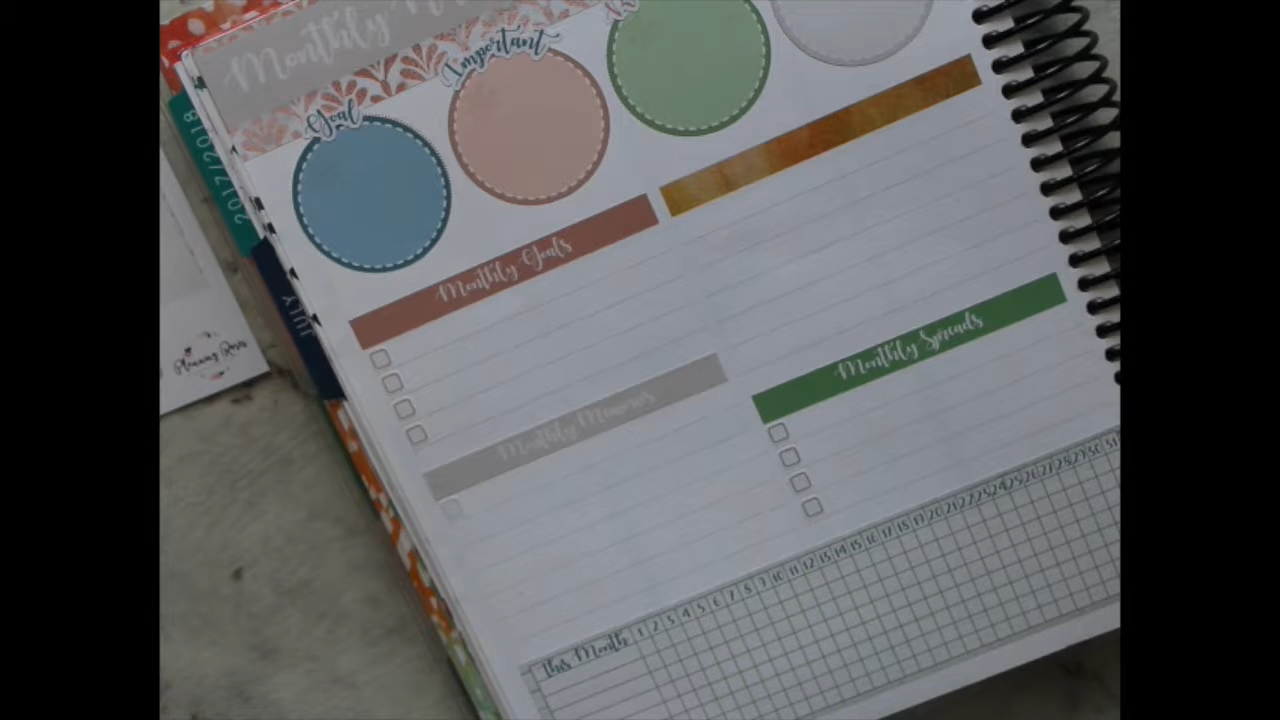 Monthly
Important
Goal
2017/2018
Monthly Goals
JULY
Monthly Spreads
Planning Roses
Monthly Memories
This Month 1 2 3 4 5 6 7 8 9 10 11 12 13 14 15 16 17 18 19 20 21 22 23 24 25 26 27 28 29 30 31